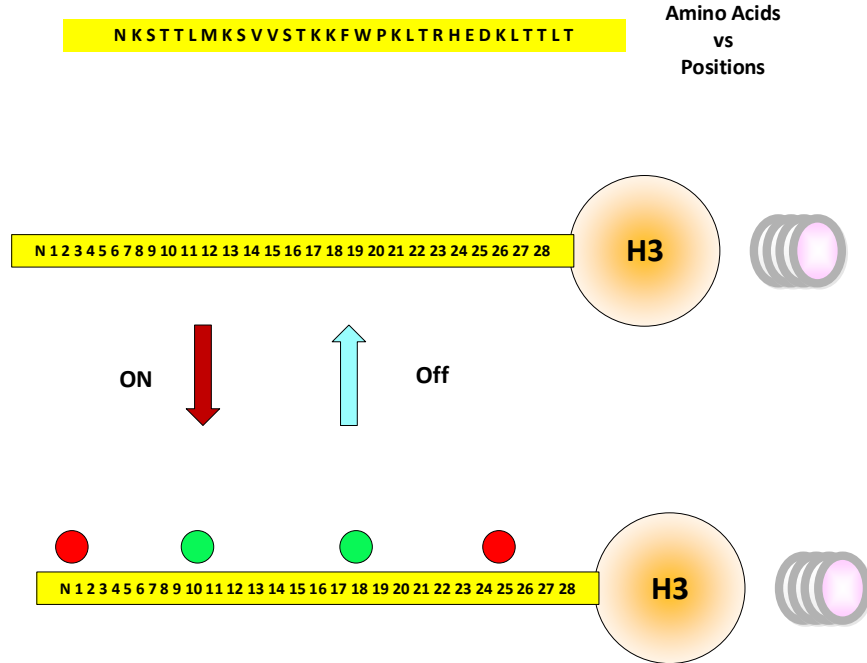 N K S T T L M K S V V S T K K F W P K L T R H E D K L T T L T
Amino Acids
vs
Positions
N 1 2 3 4 5 6 7 8 9 10 11 12 13 14 15 16 17 18 19 20 21 22 23 24 25 26 27 28
H3
ON
Off
N 1 2 3 4 5 6 7 8 9 10 11 12 13 14 15 16 17 18 19 20 21 22 23 24 25 26 27 28
H3